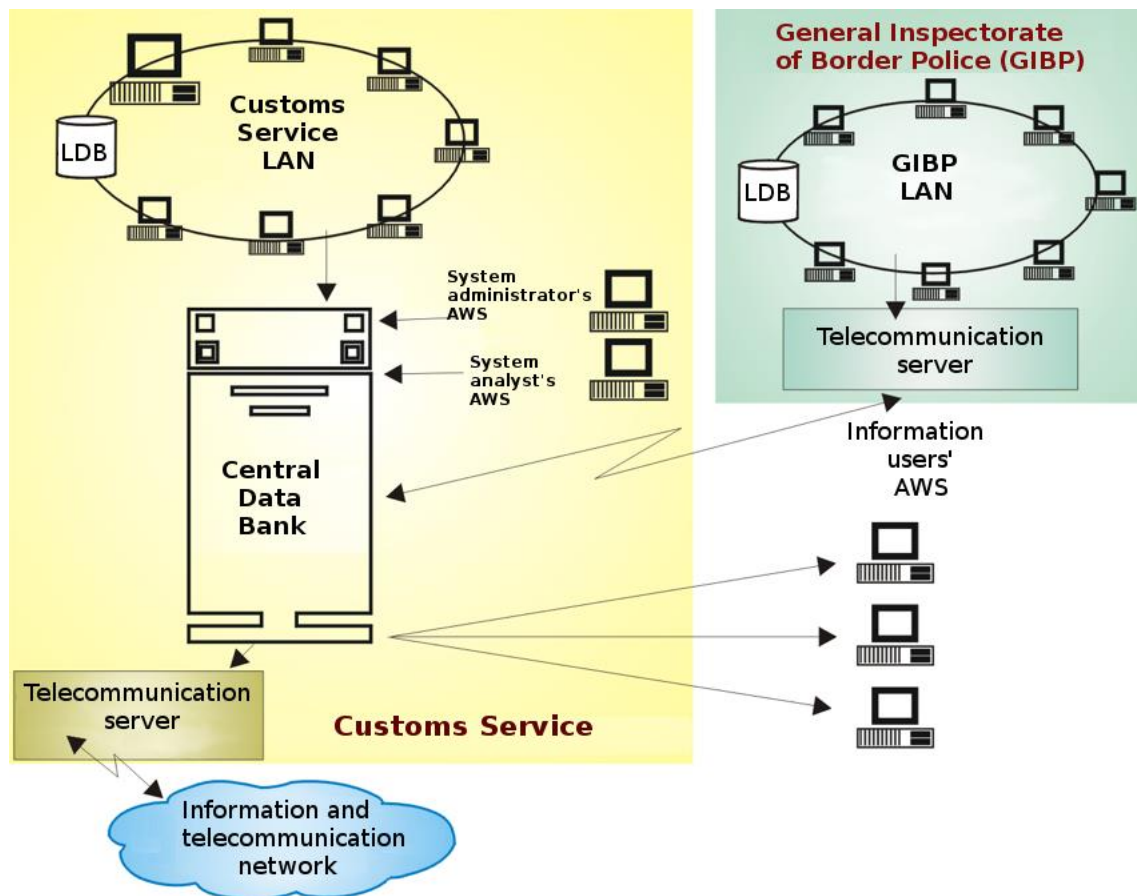 Customs
Service
LAN
LDB
System
administrator's
AWS
System
analyst's
AWS
Central
Data
Bank
Telecommunication
server
Customs Service
Information and
telecommunication
network
General Inspectorate
of Border Police (GIBP)
GIBP
LAN
LDB
Telecommunication
server
Information
users'
AWS